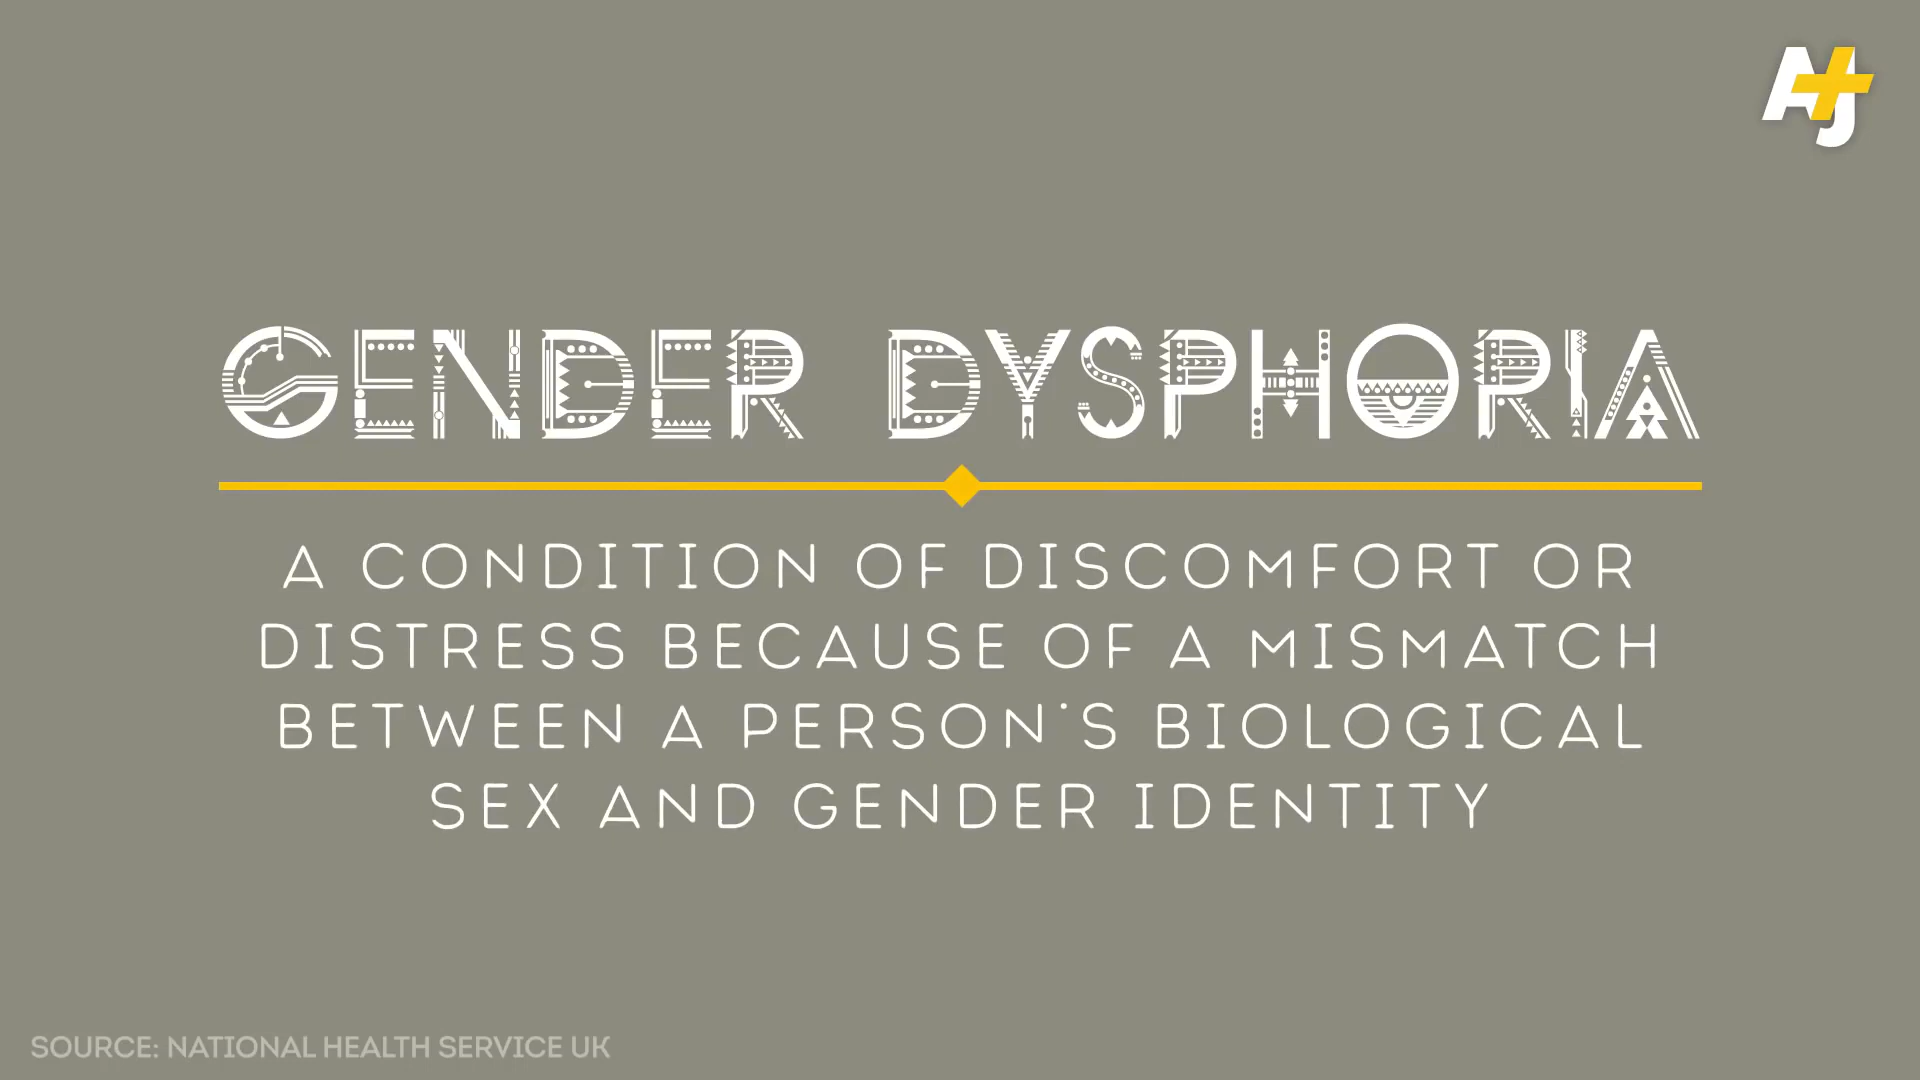 AJ+
GENDER DYSPHORIA
A CONDITION OF DISCOMFORT OR
DISTRESS BECAUSE OF A MISMATCH
BETWEEN A PERSON'S BIOLOGICAL
SEX AND GENDER IDENTITY
SOURCE: NATIONAL HEALTH SERVICE UK